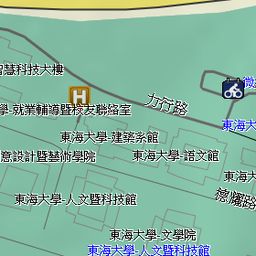 智慧科技大樓
微
力行路
學-就業輔導暨校友聯絡室
東海大
東海大學-建築系館
意設計暨藝術學院
東海大學-語文館
德耀路
東海大學-人文暨科技館
東海大學-文學院
東海大學-人文暨科技館